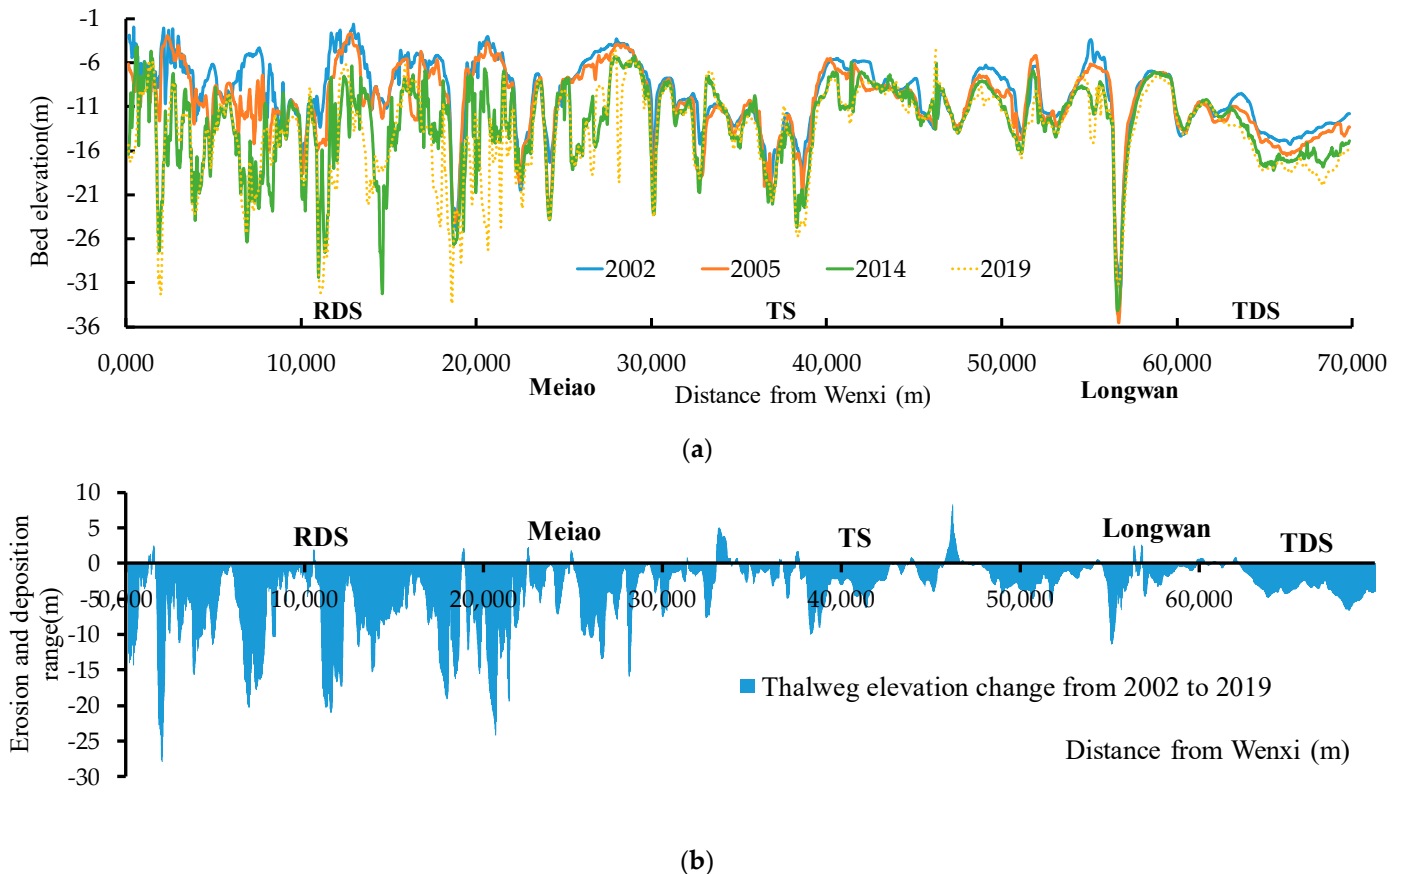 -1
-6
-11
-16
-21
-26
-31
-36
Bed elevation(m)
2002 2005 2014 2019
RDS TS TDS
0,000 10,000 20,000 30,000 40,000 50,000 60,000 70,000
Meiao Distance from Wenxi (m) Longwan
(a)
10
5
0
-5
-10
-15
-20
-25
-30
Erosion and deposition
range(m)
RDS Meiao TS Longwan TDS
0,000 10,000 20,000 30,000 40,000 50,000 60,000
Thalweg elevation change from 2002 to 2019
Distance from Wenxi (m)
(b)